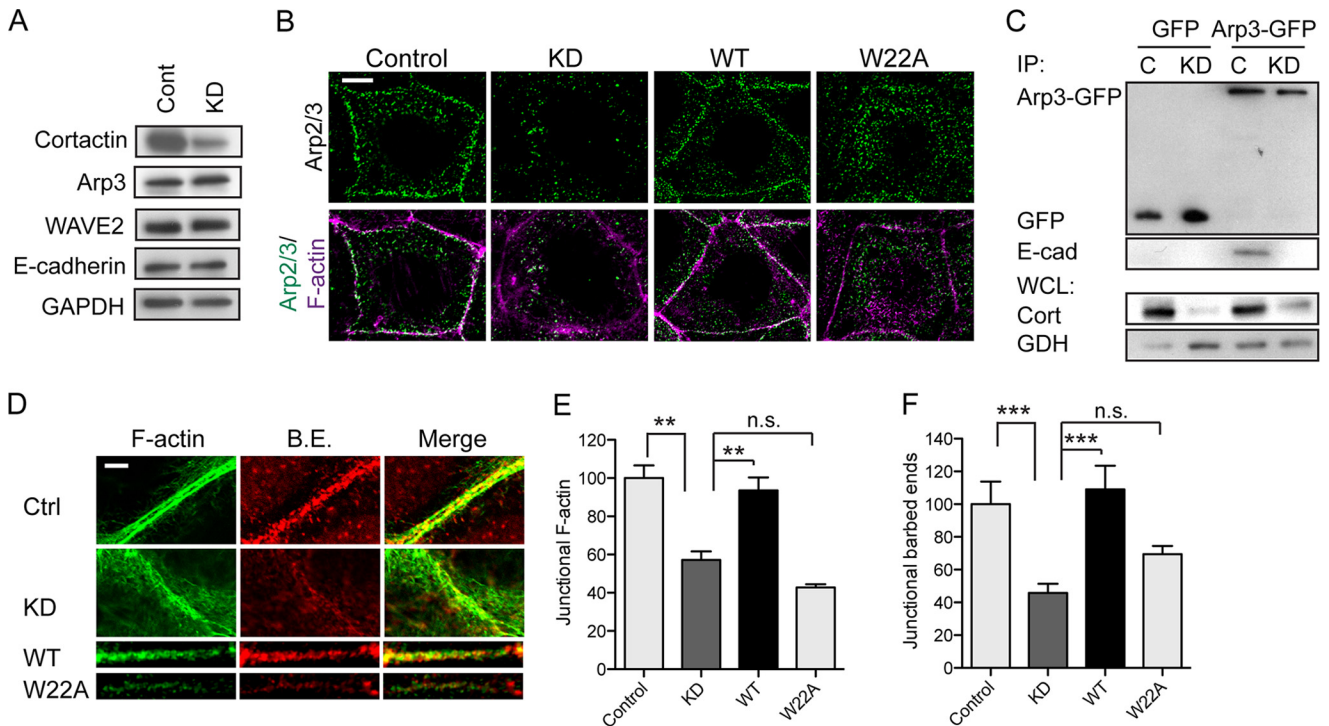 A
Cont
KD
Cortactin
Arp3
WAVE2
E-cadherin
GAPDH
B
Control
KD
WT
W22A
Arp2/3
Arp2/3/
F-actin
C
GFP Arp3-GFP
IP: C KD C KD
Arp3-GFP
GFP
E-cad
WCL:
Cort
GDH
D
F-actin B.E. Merge
Ctrl
KD
WT
W22A
E
Junctional F-actin
120
100
80
60
40
20
0
**
**
n.s.
Control
KD
WT
W22A
F
Junctional barbed ends
140
120
100
80
60
40
20
0
***
***
n.s.
Control
KD
WT
W22A